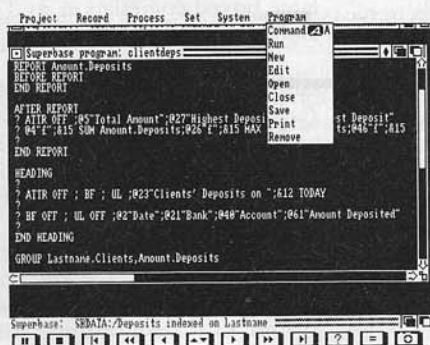 Project Record Process Set System Program
Command A
Run
New
Edit
Open
Close
Save
Print
Remove
Superbase program: clientdeps
REPORT Amount.Deposits
BEFORE REPORT
END REPORT
AFTER REPORT
? ATTR OFF ;@5"Total Amount";@27"Highest Deposi est Deposit"
? @4"f";&15 SUM Amount.Deposits;@26"f";&15 MAX ts;@46"f";&15
?
END REPORT
HEADING
?
? ATTR OFF ; BF ; UL ;@23"Clients' Deposits on ";&12 TODAY
?
? BF OFF ; UL OFF ;@2"Date";@21"Bank";@40"Account";@61"Amount Deposited"
?
END HEADING
GROUP Lastname.Clients,Amount.Deposits
Superbase: SBDATA:/Deposits indexed on Lastname
? =